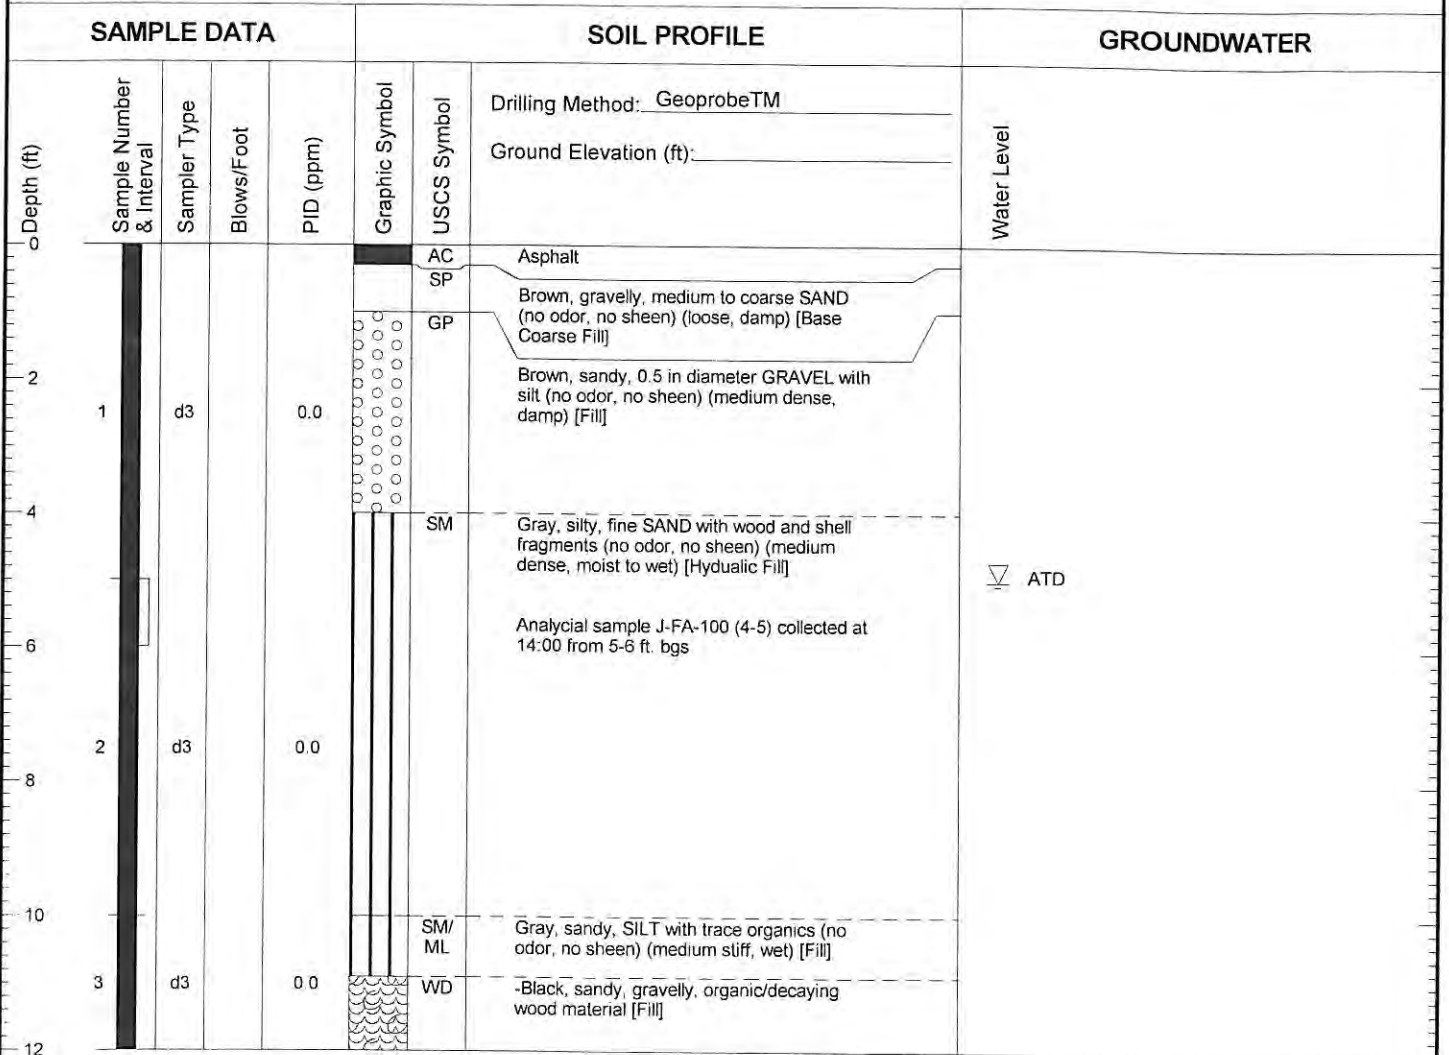 SAMPLE DATA
SOIL PROFILE
GROUNDWATER
Depth (ft)
Sample Number
& Interval
Sampler Type
Blows/Foot
PID (ppm)
Graphic Symbol
USCS Symbol
Drilling Method: GeoprobeTM
Ground Elevation (ft):
Water Level
0
AC
Asphalt
SP
Brown, gravelly, medium to coarse SAND
(no odor, no sheen) (loose, damp) [Base
Coarse Fill]
GP
2
Brown, sandy, 0.5 in diameter GRAVEL with
silt (no odor, no sheen) (medium dense,
damp) [Fill]
1
d3
0.0
4
SM
Gray, silty, fine SAND with wood and shell
fragments (no odor, no sheen) (medium
dense, moist to wet) [Hydualic Fill]
ATD
Analycial sample J-FA-100 (4-5) collected at
14:00 from 5-6 ft. bgs
6
2
d3
0.0
8
10
SM/
ML
Gray, sandy, SILT with trace organics (no
odor, no sheen) (medium stiff, wet) [Fill]
3
d3
0.0
WD
-Black, sandy, gravelly, organic/decaying
wood material [Fill]
12